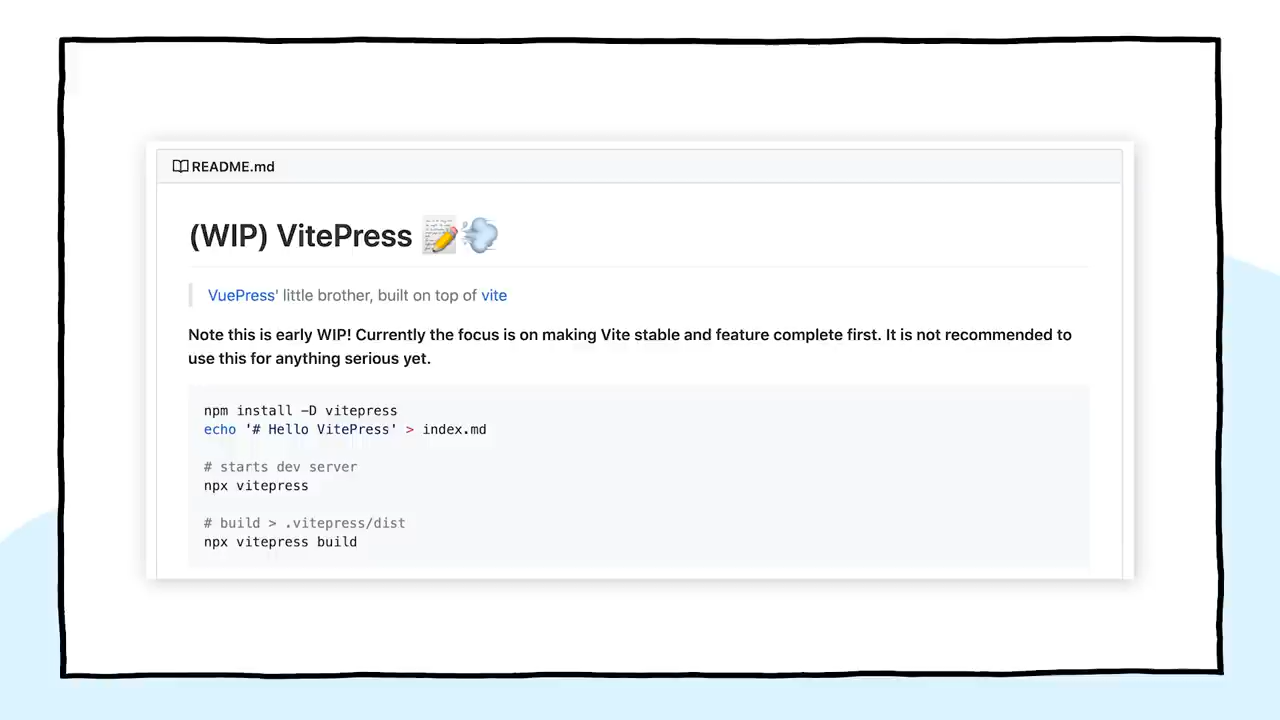 README.md
(WIP) VitePress 📝💨
VuePress' little brother, built on top of vite
Note this is early WIP! Currently the focus is on making Vite stable and feature complete first. It is not recommended to
use this for anything serious yet.
npm install -D vitepress
echo '# Hello VitePress' > index.md
# starts dev server
npx vitepress
# build > .vitepress/dist
npx vitepress build